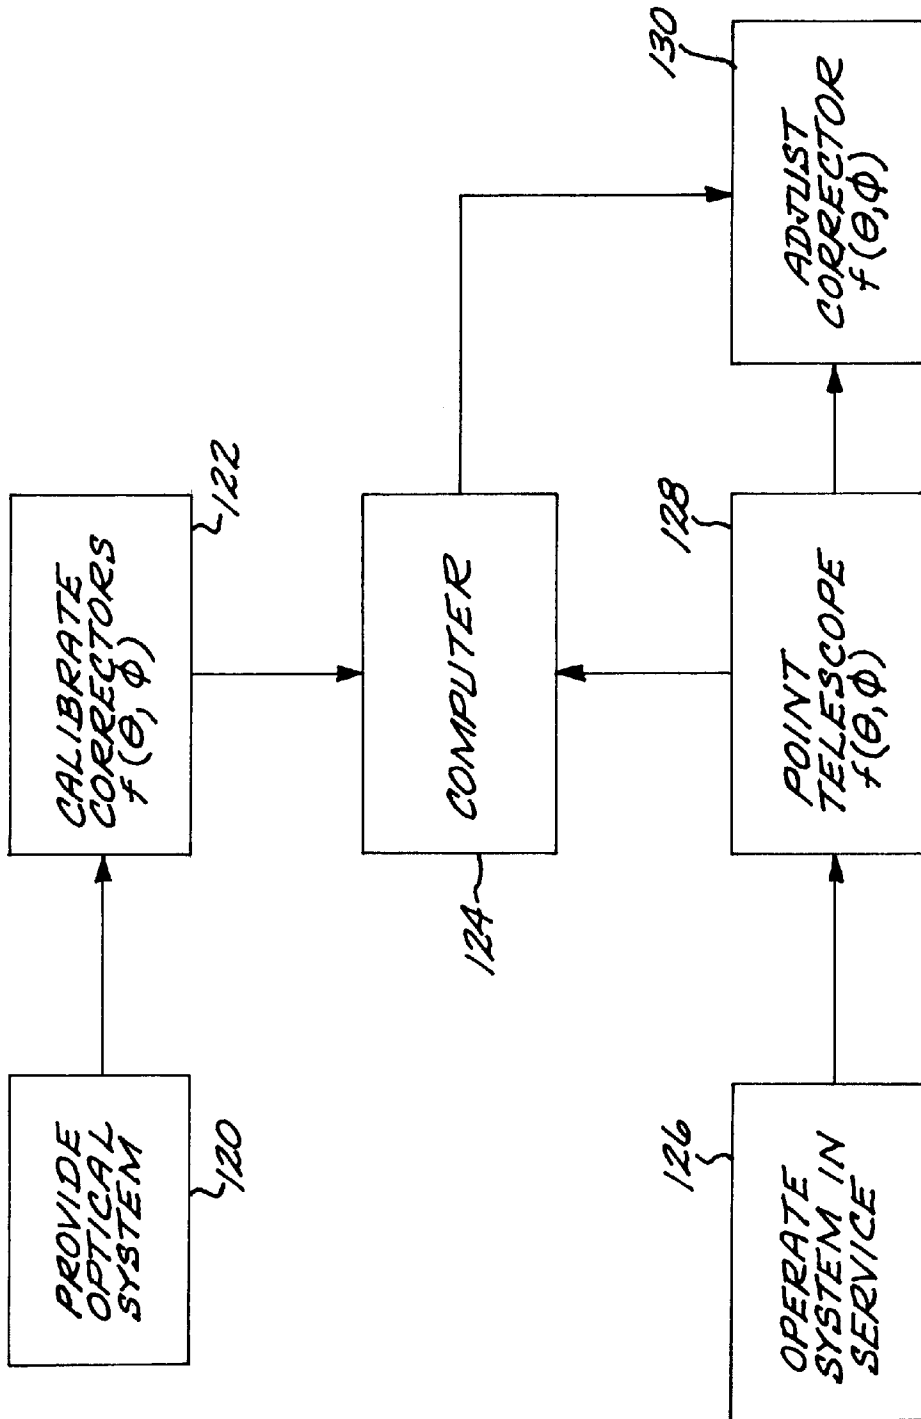 PROVIDE
OPTICAL
SYSTEM
120
CALIBRATE
CORRECTORS
f(θ, ϕ)
122
COMPUTER
124
OPERATE
SYSTEM IN
SERVICE
126
POINT
TELESCOPE
f(θ,ϕ)
128
ADJUST
CORRECTOR
f(θ,ϕ)
130